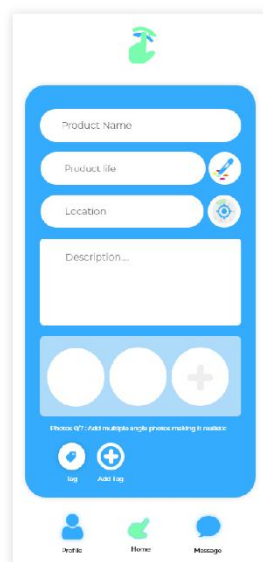 Product Name
Product life
Location
Description...
Photos 0/7 : Add multiple angle photos making it realistic
Tag
Add Tag
Profile
Home
Message